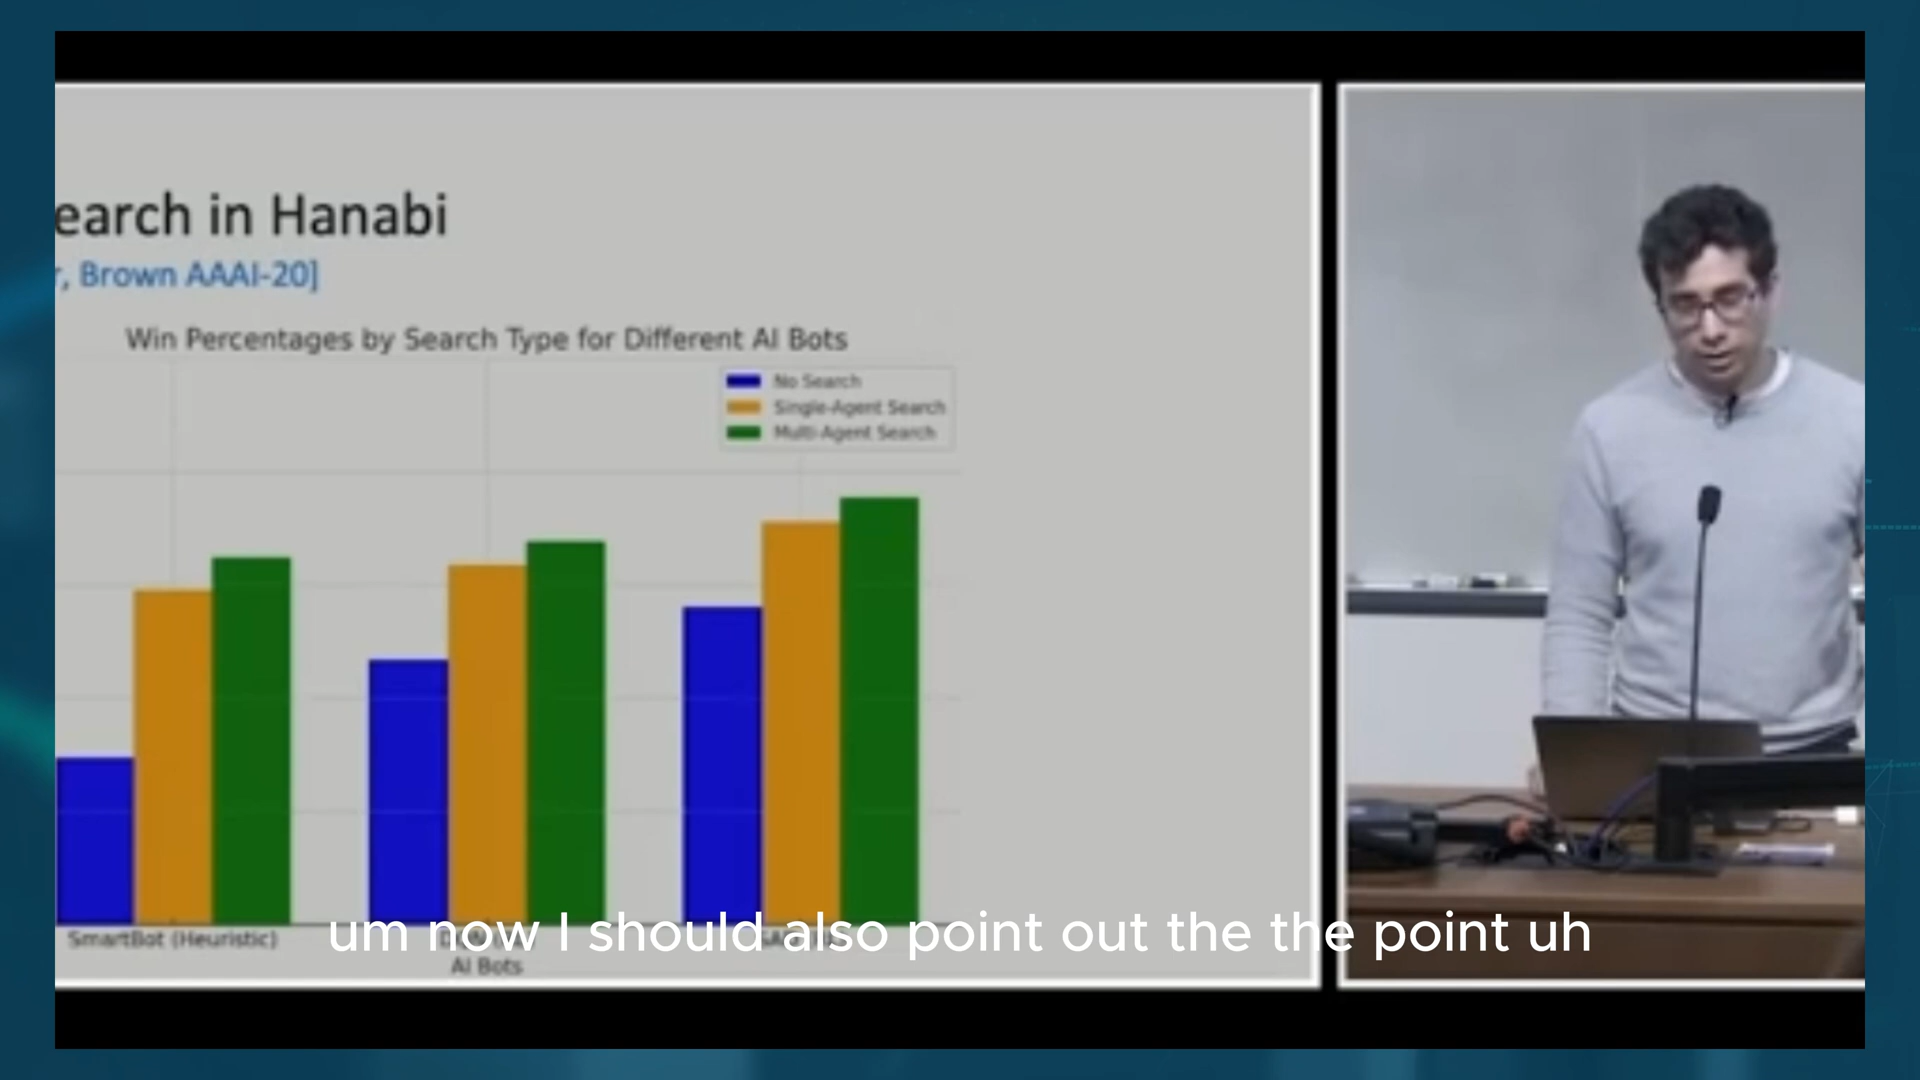 earch in Hanabi
r, Brown AAAI-20]
Win Percentages by Search Type for Different AI Bots
No Search
Single-Agent Search
Multi-Agent Search
SmartBot (Heuristic)
AI Bots
um now I should also point out the the point uh